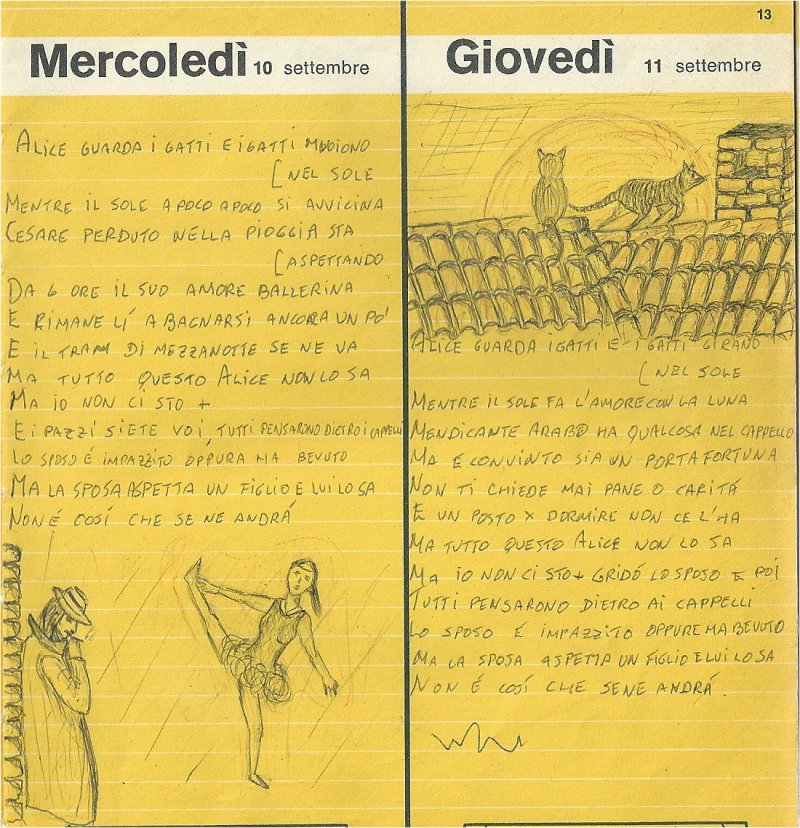 Mercoledì 10 settembre
ALICE GUARDA I GATTI E I GATTI MUOIONO
[NEL SOLE
MENTRE IL SOLE A POCO A POCO SI AVVICINA
CESARE PERDUTO NELLA PIOGGIA STA
[ASPETTANDO
DA 6 ORE IL SUO AMORE BALLERINA
E RIMANE LÍ A BAGNARSI ANCORA UN PO'
E IL TRAM DI MEZZANOTTE SE NE VA
MA TUTTO QUESTO ALICE NON LO SA
MA IO NON CI STO +
E I PAZZI SIETE VOI, TUTTI PENSARONO DIETRO I CAPPELLI
LO SPOSO É IMPAZZITO OPPURA HA BEVUTO
MA LA SPOSA ASPETTA UN FIGLIO E LUI LO SA
NON É COSÍ CHE SE NE ANDRÁ
13
Giovedì 11 settembre
ALICE GUARDA I GATTI E I GATTI GIRANO
[NEL SOLE
MENTRE IL SOLE FA L'AMORE CON LA LUNA
MENDICANTE ARABO HA QUALCOSA NEL CAPPELLO
MA E CONVINTO SIA UN PORTAFORTUNA
NON TI CHIEDE MAI PANE O CARITÁ
E UN POSTO X DORMIRE NON CE L'HA
MA TUTTO QUESTO ALICE NON LO SA
MA IO NON CI STO + GRIDÓ LO SPOSO E POI
TUTTI PENSARONO DIETRO AI CAPPELLI
LO SPOSO É IMPAZZITO OPPURE HA BEVUTO
MA LA SPOSA ASPETTA UN FIGLIO E LUI LO SA
NON É COSÍ CHE SE NE ANDRÁ.